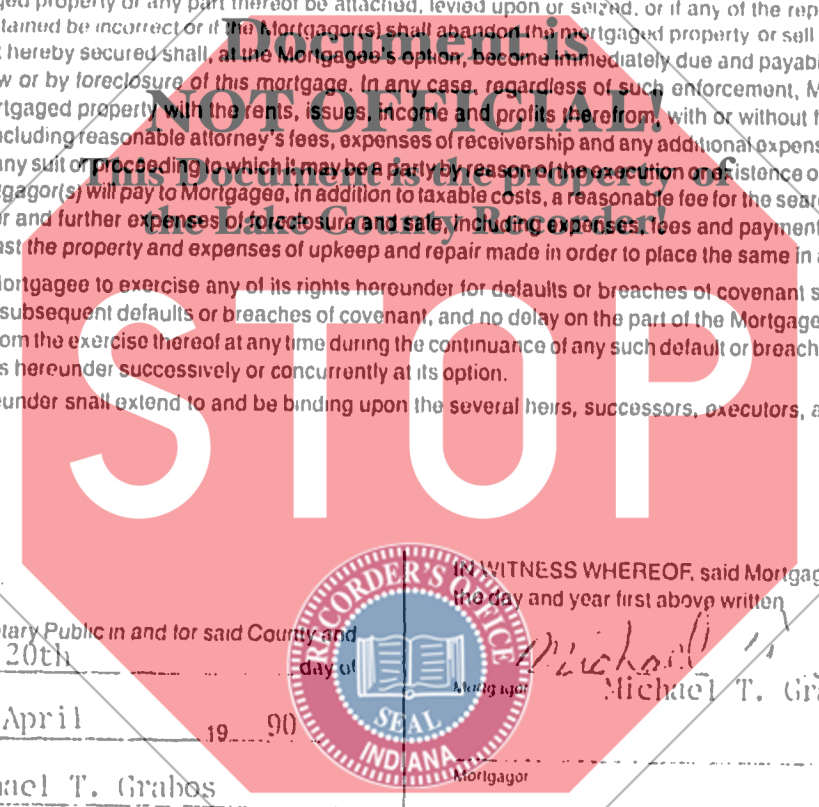 ged property or any part thereof be attached, levied upon or seized, or if any of the rep
tained be incorrect or if the Mortgagor(s) shall abandon the mortgaged property or sell
t hereby secured shall, at the Mortgagee's option, become immediately due and payab
w or by foreclosure of this mortgage. In any case, regardless of such enforcement, M
rtgaged property with the rents, issues, income and profits therefrom, with or without f
ncluding reasonable attorney's fees, expenses of receivership and any additional expens
any suit or proceeding to which it may be a party by reason of the execution or existence o
gagor(s) will pay to Mortgagee, in addition to taxable costs, a reasonable fee for the sear
r and further expenses of foreclosure and sale, including expenses, fees and payment
ast the property and expenses of upkeep and repair made in order to place the same in a
Document is
NOT OFFICIAL!
This Document is the property of
the Lake County Recorder!
Mortgagee to exercise any of its rights hereunder for defaults or breaches of covenant s
subsequent defaults or breaches of covenant, and no delay on the part of the Mortgage
om the exercise thereof at any time during the continuance of any such default or breach
s hereunder successively or concurrently at its option.
eunder shall extend to and be binding upon the several heirs, successors, executors, a
STOP
IN WITNESS WHEREOF, said Mortgag
the day and year first above written
otary Public in and for said County and
20th day of
April 19 90
hael T. Grabos
Michael
Mortgagor
Michael T. Gra
Mortgagor
RECORDER'S OFFICE
SEAL
INDIANA